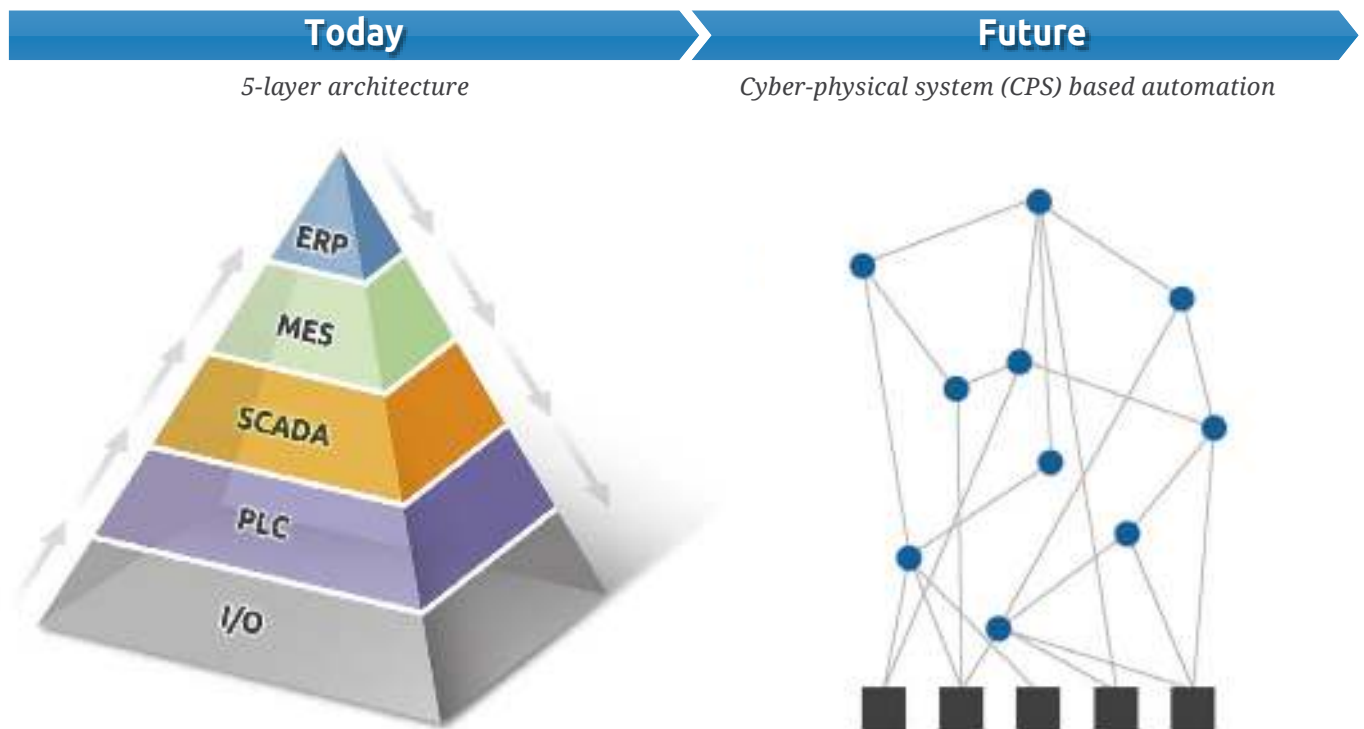 Today
Future
5-layer architecture
Cyber-physical system (CPS) based automation
ERP
MES
SCADA
PLC
I/O